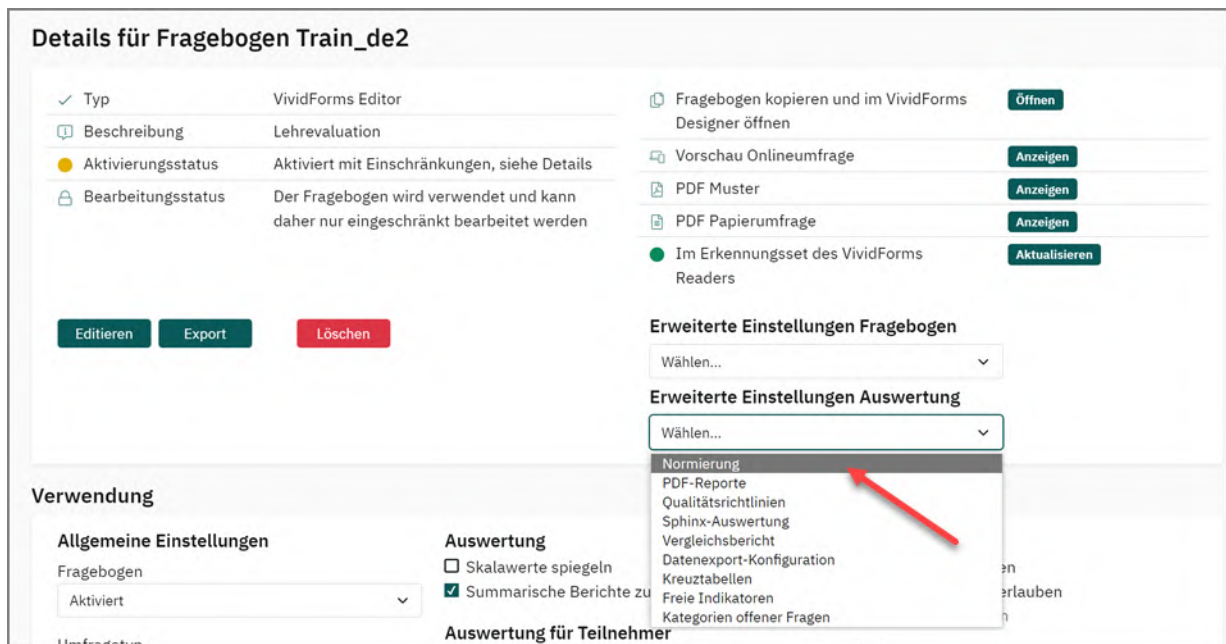 Details für Fragebogen Train_de2
Typ
VividForms Editor
Beschreibung
Lehrevaluation
Aktivierungsstatus
Aktiviert mit Einschränkungen, siehe Details
Bearbeitungsstatus
Der Fragebogen wird verwendet und kann
daher nur eingeschränkt bearbeitet werden
Editieren
Export
Löschen
Fragebogen kopieren und im VividForms
Designer öffnen
Öffnen
Vorschau Onlineumfrage
Anzeigen
PDF Muster
Anzeigen
PDF Papierumfrage
Anzeigen
Im Erkennungsset des VividForms
Readers
Aktualisieren
Erweiterte Einstellungen Fragebogen
Wählen...
Erweiterte Einstellungen Auswertung
Wählen...
Normierung
PDF-Reporte
Qualitätsrichtlinien
Sphinx-Auswertung
Vergleichsbericht
Datenexport-Konfiguration
Kreuztabellen
Freie Indikatoren
Kategorien offener Fragen
Verwendung
Allgemeine Einstellungen
Fragebogen
Aktiviert
Auswertung
Skalawerte spiegeln
Summarische Berichte zu
erlauben
Auswertung für Teilnehmer